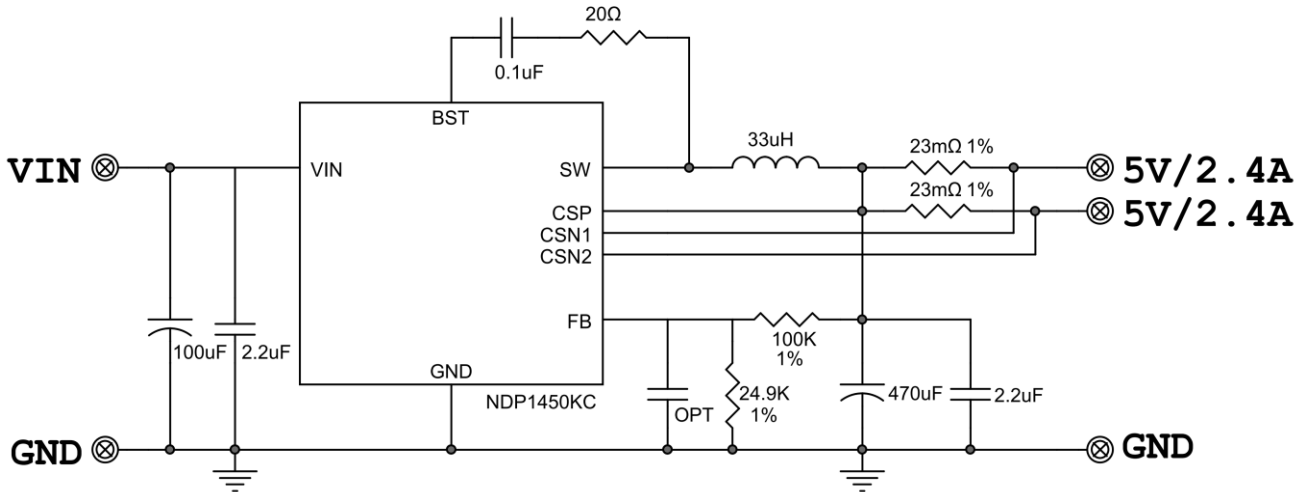 20Ω
0.1uF
BST
33uH
23mΩ 1%
VIN
VIN
SW
5V/2.4A
23mΩ 1%
CSP
5V/2.4A
CSN1
CSN2
FB
100K
1%
100uF
2.2uF
GND
NDP1450KC
OPT
24.9K
1%
470uF
2.2uF
GND
GND